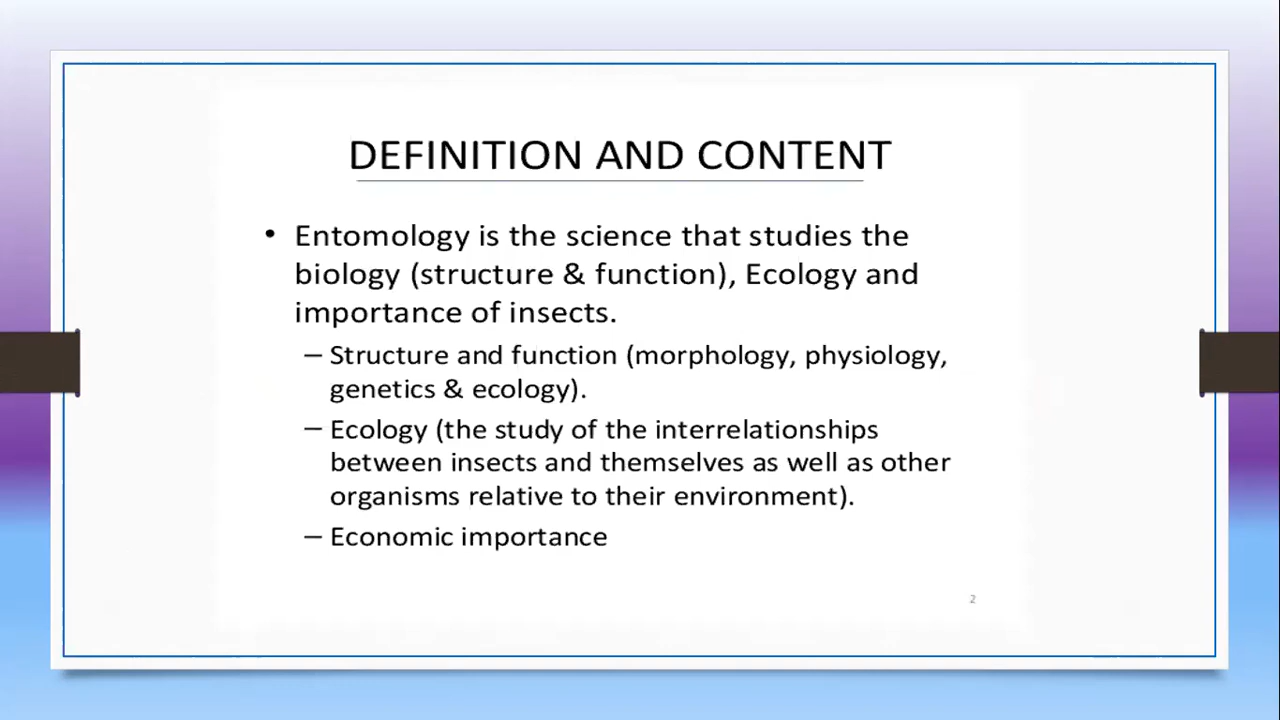 DEFINITION AND CONTENT
• Entomology is the science that studies the
biology (structure & function), Ecology and
importance of insects.
– Structure and function (morphology, physiology,
genetics & ecology).
– Ecology (the study of the interrelationships
between insects and themselves as well as other
organisms relative to their environment).
– Economic importance
2